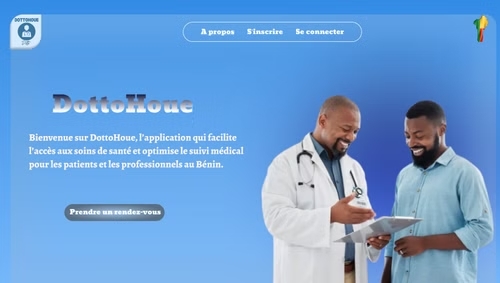 DOTTOHOUE
A propos S'inscrire Se connecter
DottoHoue
Bienvenue sur DottoHoue, l'application qui facilite
l'accès aux soins de santé et optimise le suivi médical
pour les patients et les professionnels au Bénin.
Prendre un rendez-vous